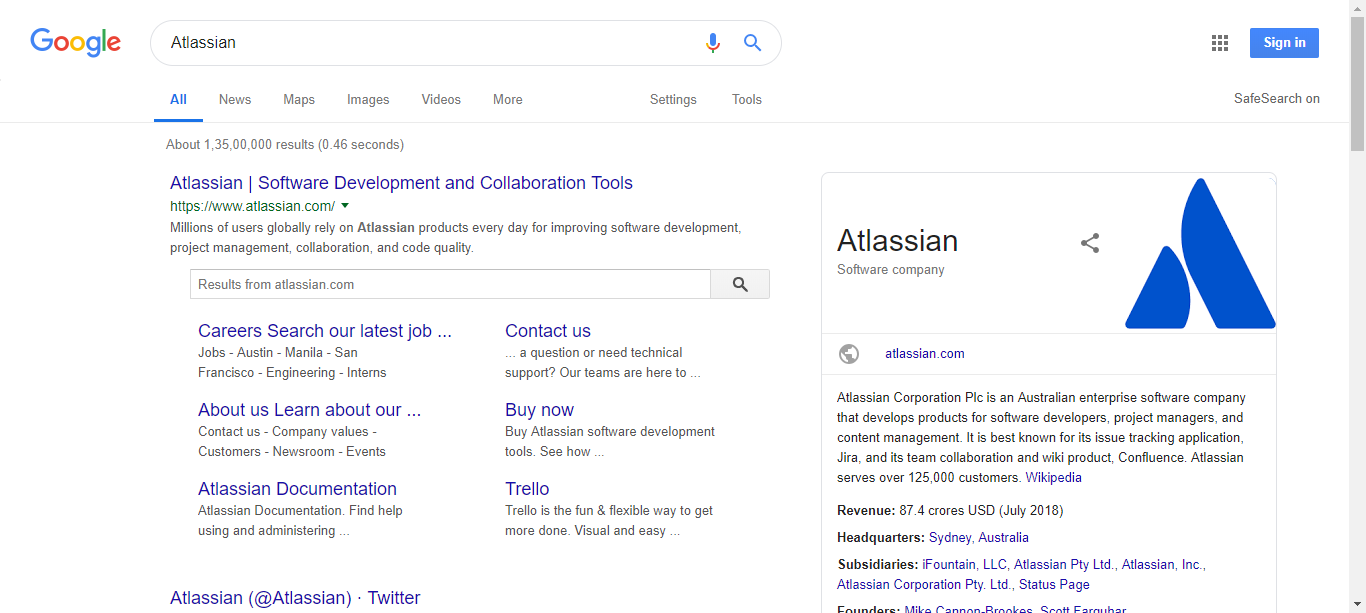 Google
Atlassian
Sign in
All News Maps Images Videos More Settings Tools
SafeSearch on
About 1,35,00,000 results (0.46 seconds)
Atlassian | Software Development and Collaboration Tools
https://www.atlassian.com/
Millions of users globally rely on Atlassian products every day for improving software development,
project management, collaboration, and code quality.
Results from atlassian.com
Careers Search our latest job ...
Jobs - Austin - Manila - San
Francisco - Engineering - Interns
Contact us
... a question or need technical
support? Our teams are here to ...
About us Learn about our ...
Contact us - Company values -
Customers - Newsroom - Events
Buy now
Buy Atlassian software development
tools. See how ...
Atlassian Documentation
Atlassian Documentation. Find help
using and administering ...
Trello
Trello is the fun & flexible way to get
more done. Visual and easy ...
Atlassian (@Atlassian) · Twitter
Atlassian
Software company
atlassian.com
Atlassian Corporation Plc is an Australian enterprise software company
that develops products for software developers, project managers, and
content management. It is best known for its issue tracking application,
Jira, and its team collaboration and wiki product, Confluence. Atlassian
serves over 125,000 customers. Wikipedia
Revenue: 87.4 crores USD (July 2018)
Headquarters: Sydney, Australia
Subsidiaries: iFountain, LLC, Atlassian Pty Ltd., Atlassian, Inc.,
Atlassian Corporation Pty. Ltd., Status Page
Founders: Mike Cannon-Brookes, Scott Farquhar